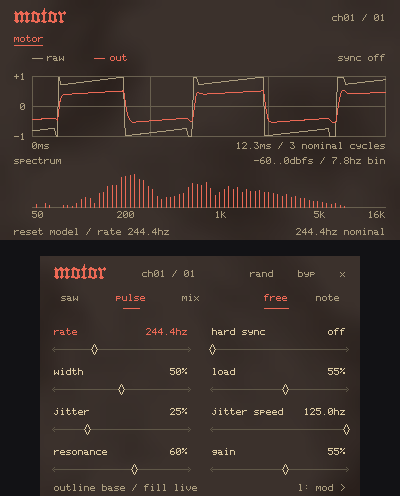 motor ch01 / 01
motor
raw out sync off
+1
0
-1
0ms 12.3ms / 3 nominal cycles
spectrum -60..0dbfs / 7.8hz bin
50 200 1k 5k 16k
reset model / rate 244.4hz 244.4hz nominal
motor ch01 / 01 rand byp x
saw pulse mix free note
rate 244.4hz hard sync off
width 50% load 55%
jitter 25% jitter speed 125.0hz
resonance 60% gain 55%
outline base / fill live l: mod >